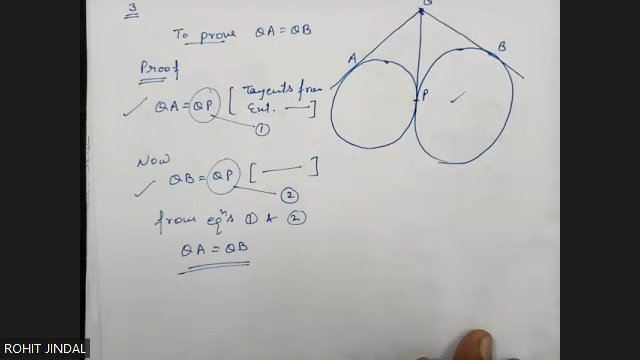 3
To prove QA = QB
Proof
QA = QP [ Tangents from
Ext. — ]
①
Now
QB = QP [ — ]
②
from eqⁿs ① & ②
QA = QB
Q
A
B
P
ROHIT JINDAL